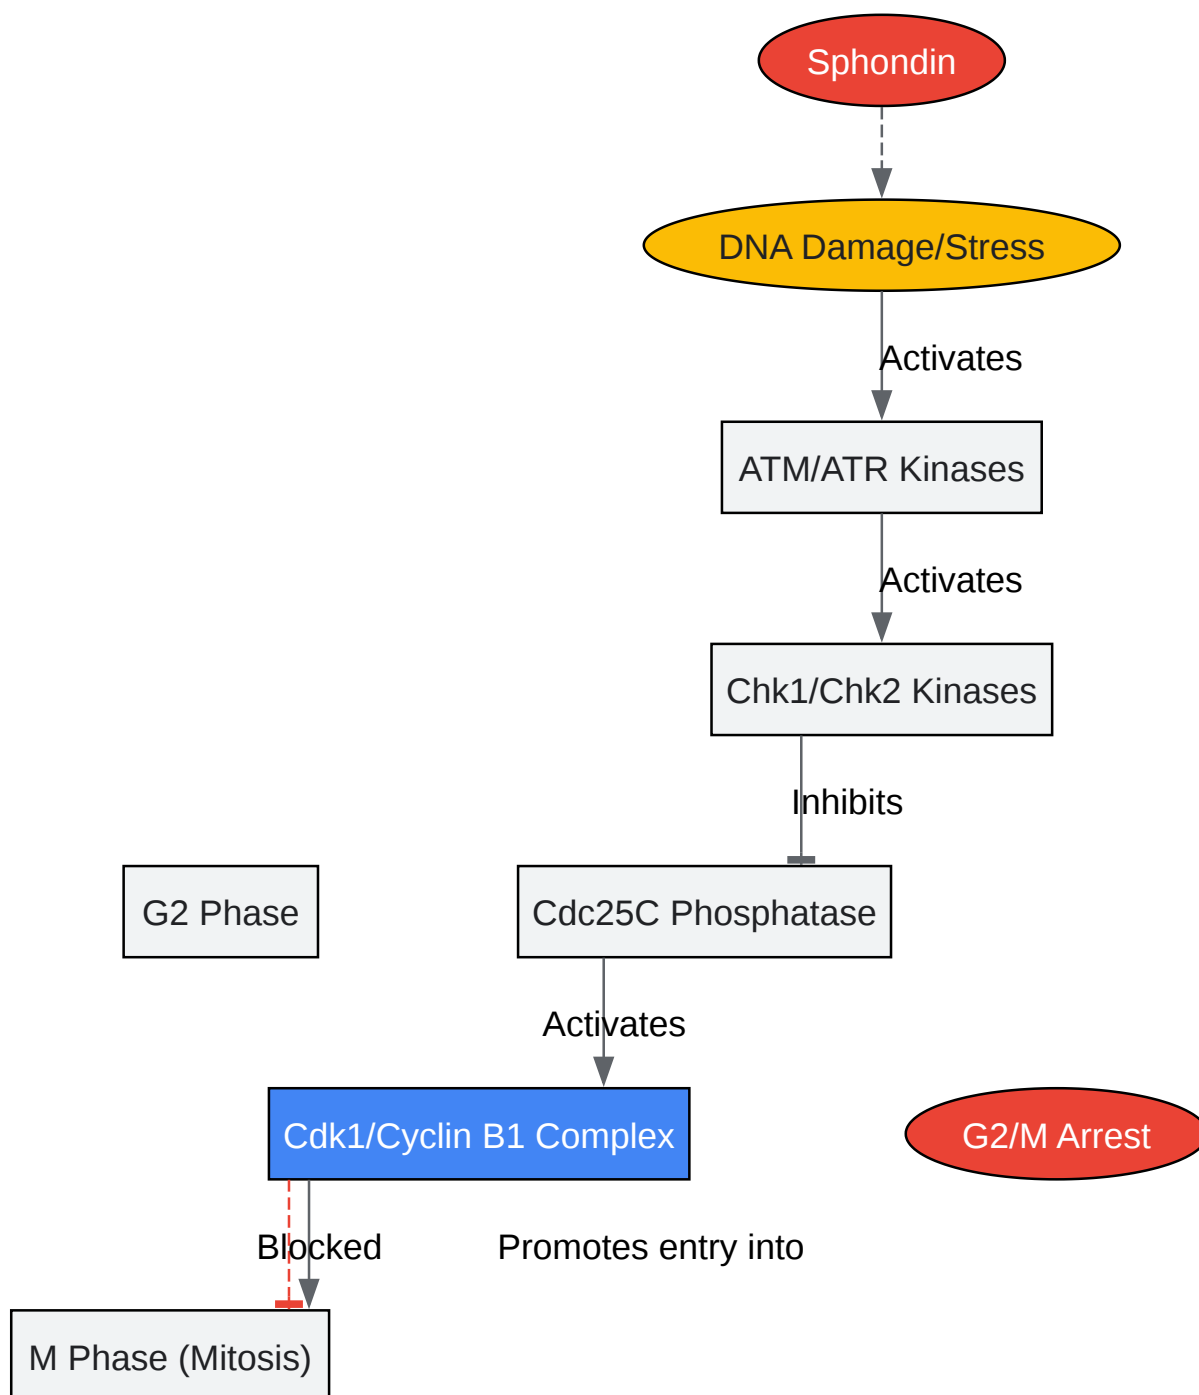 Sphondin
DNA Damage/Stress
Activates
ATM/ATR Kinases
Activates
Chk1/Chk2 Kinases
Inhibits
G2 Phase
Cdc25C Phosphatase
Activates
Cdk1/Cyclin B1 Complex
G2/M Arrest
Blocked
Promotes entry into
M Phase (Mitosis)